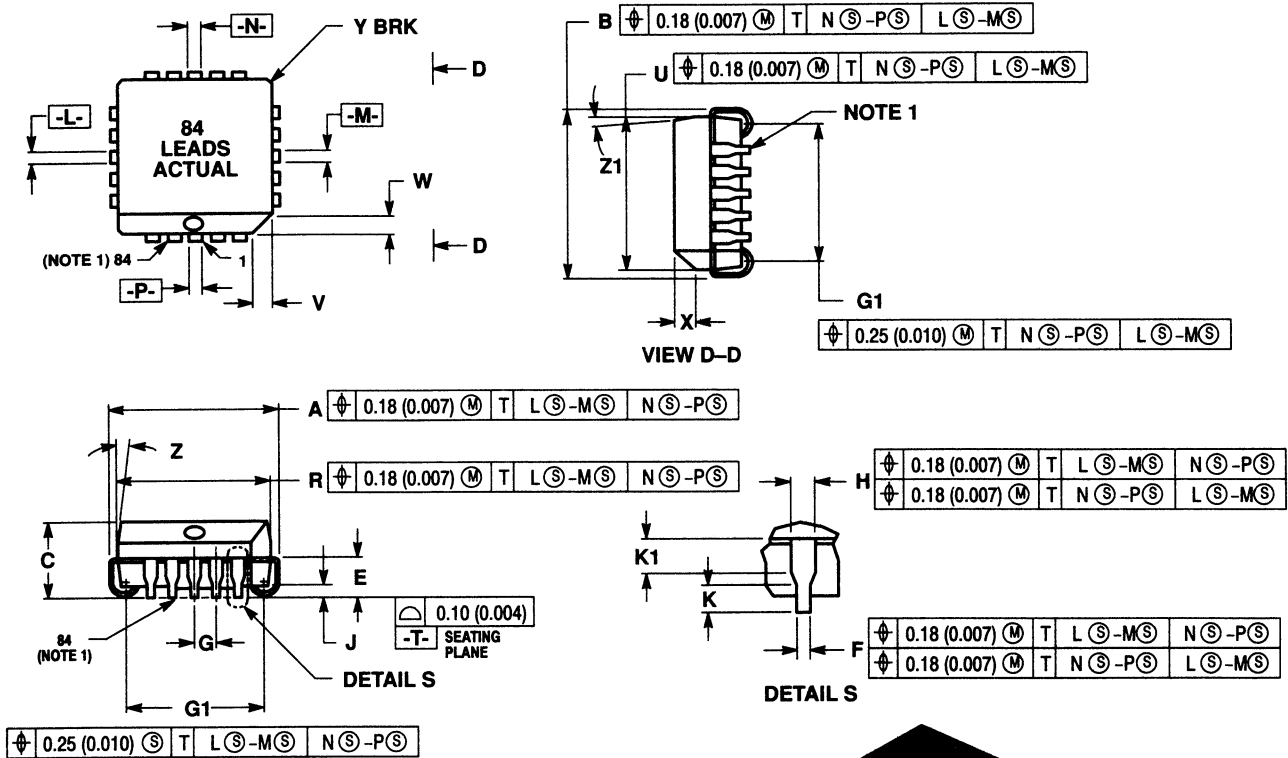 -N-
Y BRK
D
-L-
84
LEADS
ACTUAL
-M-
W
D
(NOTE 1) 84
1
-P-
V
B ⌖ 0.18 (0.007) Ⓜ T N Ⓢ -P Ⓢ L Ⓢ -M Ⓢ
U ⌖ 0.18 (0.007) Ⓜ T N Ⓢ -P Ⓢ L Ⓢ -M Ⓢ
NOTE 1
Z1
G1
X
⌖ 0.25 (0.010) Ⓜ T N Ⓢ -P Ⓢ L Ⓢ -M Ⓢ
VIEW D–D
A ⌖ 0.18 (0.007) Ⓜ T L Ⓢ -M Ⓢ N Ⓢ -P Ⓢ
Z
R ⌖ 0.18 (0.007) Ⓜ T L Ⓢ -M Ⓢ N Ⓢ -P Ⓢ
C
E
84
(NOTE 1)
G
J
⌓ 0.10 (0.004)
-T- SEATING
PLANE
DETAIL S
G1
⌖ 0.25 (0.010) Ⓢ T L Ⓢ -M Ⓢ N Ⓢ -P Ⓢ
H
⌖ 0.18 (0.007) Ⓜ T L Ⓢ -M Ⓢ N Ⓢ -P Ⓢ
⌖ 0.18 (0.007) Ⓜ T N Ⓢ -P Ⓢ L Ⓢ -M Ⓢ
K1
K
F
⌖ 0.18 (0.007) Ⓜ T L Ⓢ -M Ⓢ N Ⓢ -P Ⓢ
⌖ 0.18 (0.007) Ⓜ T N Ⓢ -P Ⓢ L Ⓢ -M Ⓢ
DETAIL S